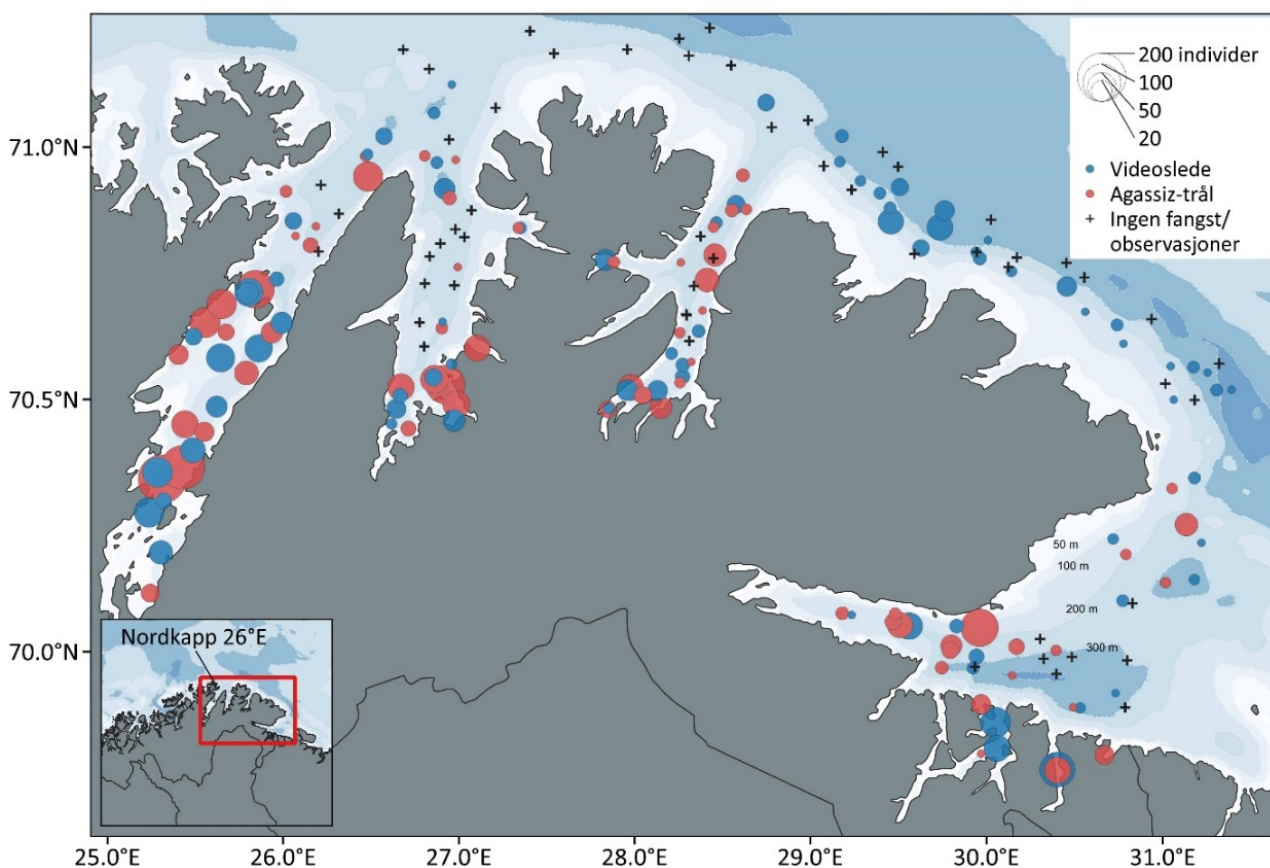 200 individer
100
50
20
Videoslede
Agassiz-trål
Ingen fangst/
observasjoner
71.0°N
70.5°N
70.0°N
50 m
100 m
200 m
300 m
Nordkapp 26°E
25.0°E
26.0°E
27.0°E
28.0°E
29.0°E
30.0°E
31.0°E